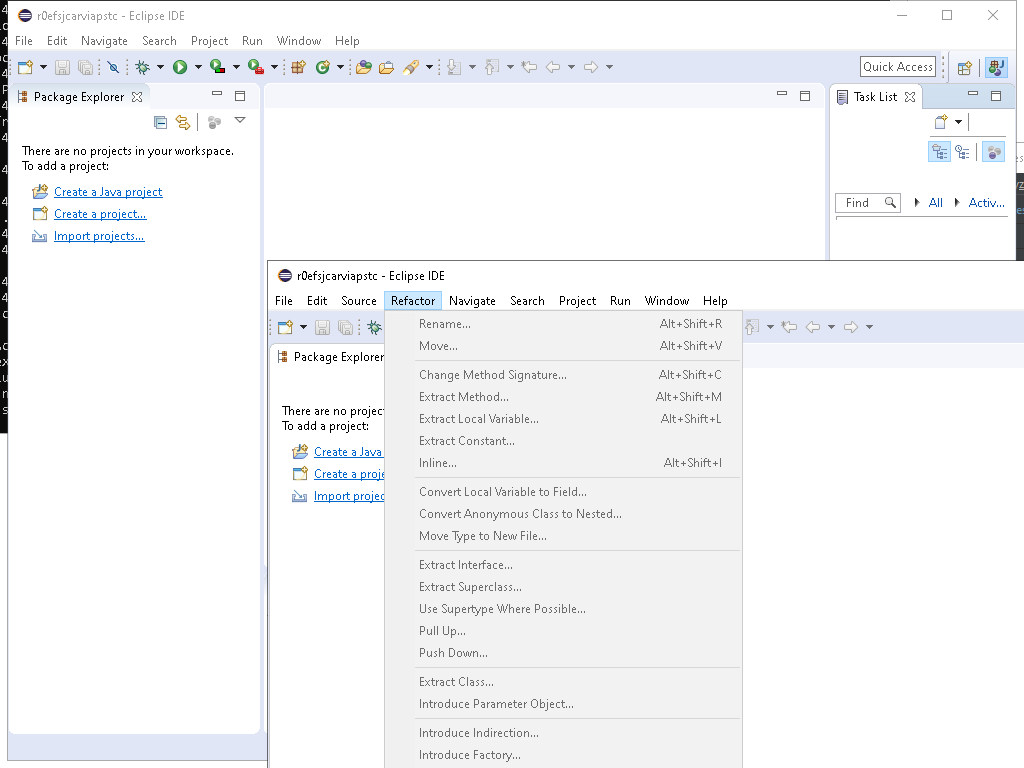 r0efsjcarviapstc - Eclipse IDE
File Edit Navigate Search Project Run Window Help
Quick Access
Package Explorer
Task List
There are no projects in your workspace.
To add a project:
Create a Java project
Create a project...
Import projects...
Find All Activ...
r0efsjcarviapstc - Eclipse IDE
File Edit Source Refactor Navigate Search Project Run Window Help
Package Explorer
There are no
To add a project:
Create a Java
Create a
Import
Rename... Alt+Shift+R
Move... Alt+Shift+V
Change Method Signature... Alt+Shift+C
Extract Method... Alt+Shift+M
Extract Local Variable... Alt+Shift+L
Extract Constant...
Inline... Alt+Shift+I
Convert Local Variable to Field...
Convert Anonymous Class to Nested...
Move Type to New File...
Extract Interface...
Extract Superclass...
Use Supertype Where Possible...
Pull Up...
Push Down...
Extract Class...
Introduce Parameter Object...
Introduce Indirection...
Introduce Factory...